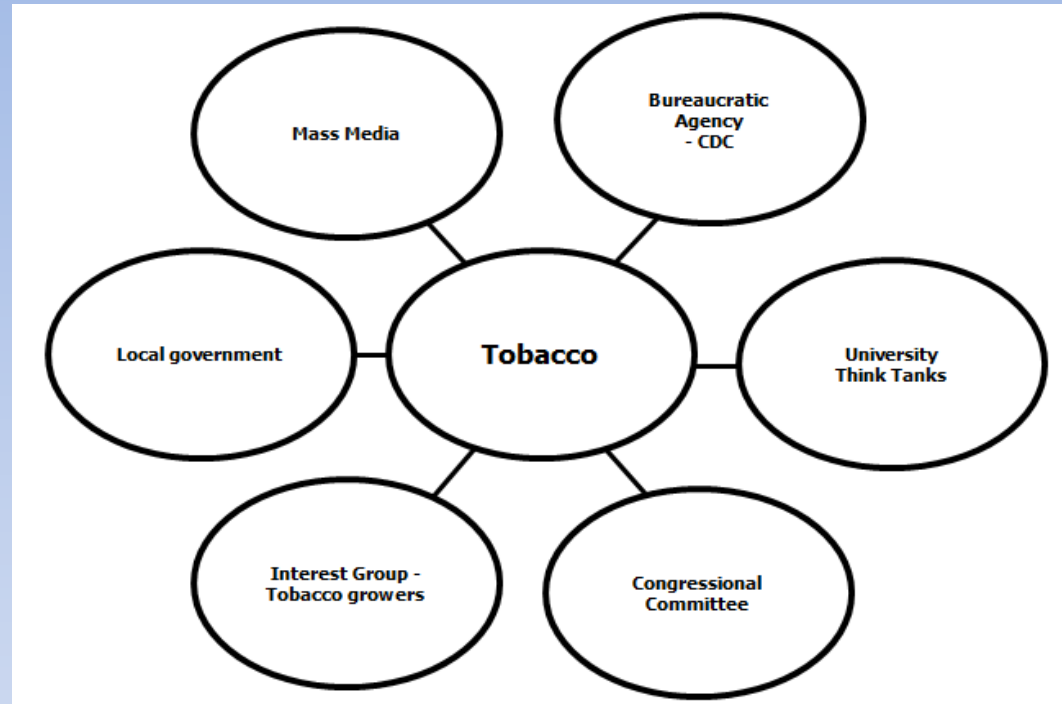 Mass Media
Bureaucratic
Agency
- CDC
Local government
Tobacco
University
Think Tanks
Interest Group -
Tobacco growers
Congressional
Committee